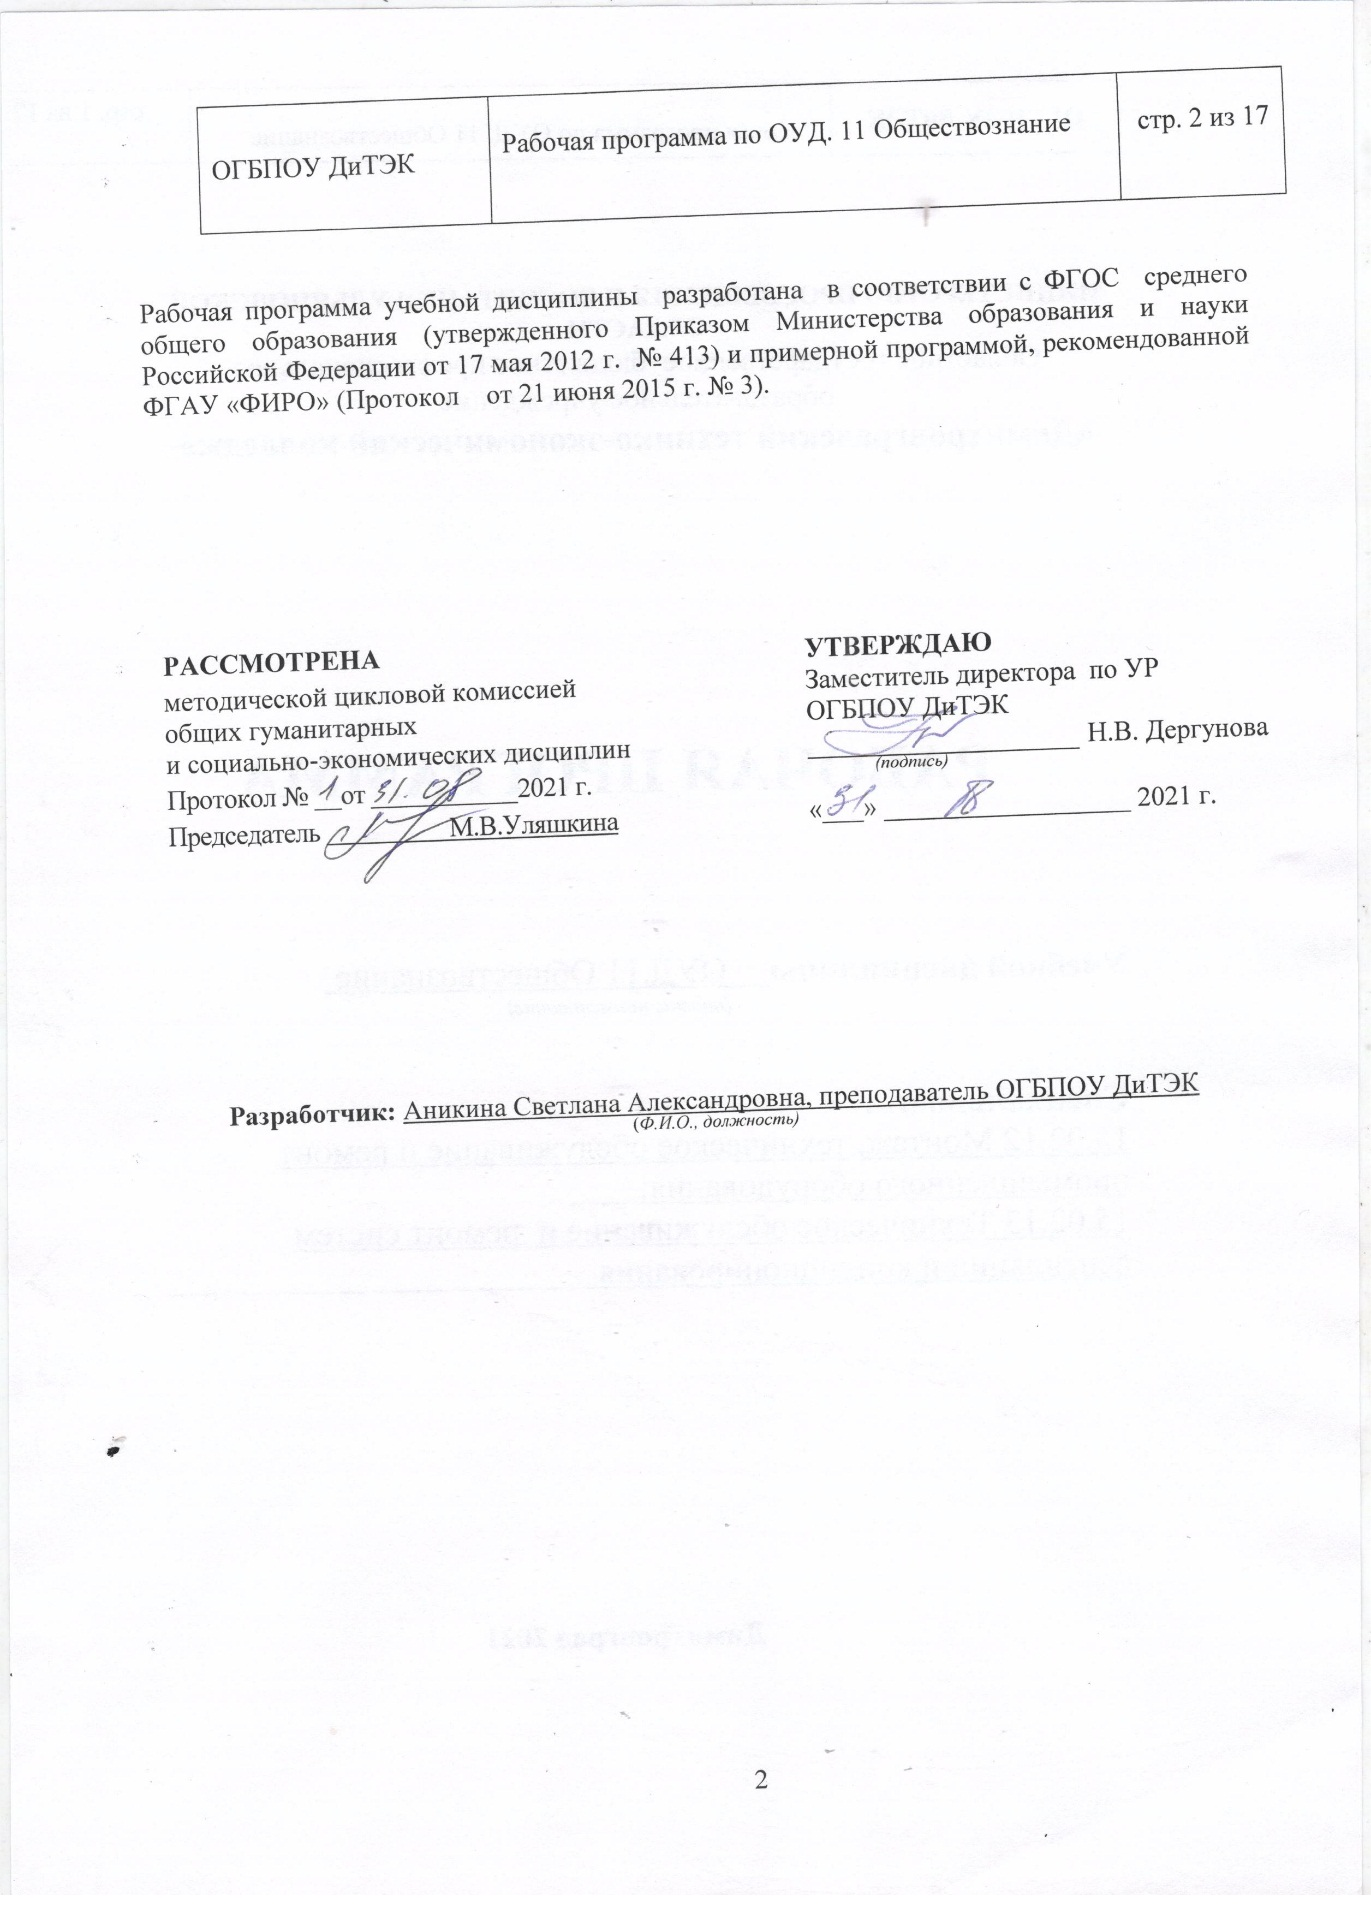 ОГБПОУ ДиТЭК
Рабочая программа по ОУД. 11 Обществознание
стр. 2 из 17
Рабочая программа учебной дисциплины разработана в соответствии с ФГОС среднего
общего образования (утвержденного Приказом Министерства образования и науки
Российской Федерации от 17 мая 2012 г. № 413) и примерной программой, рекомендованной
ФГАУ «ФИРО» (Протокол от 21 июня 2015 г. № 3).
РАССМОТРЕНА
методической цикловой комиссией
общих гуманитарных
и социально-экономических дисциплин
Протокол № 1 от 31.08 2021 г.
Председатель М.В.Уляшкина
УТВЕРЖДАЮ
Заместитель директора по УР
ОГБПОУ ДиТЭК
Н.В. Дергунова
(подпись)
«31» 2021 г.
Разработчик: Аникина Светлана Александровна, преподаватель ОГБПОУ ДиТЭК
(Ф.И.О., должность)
2